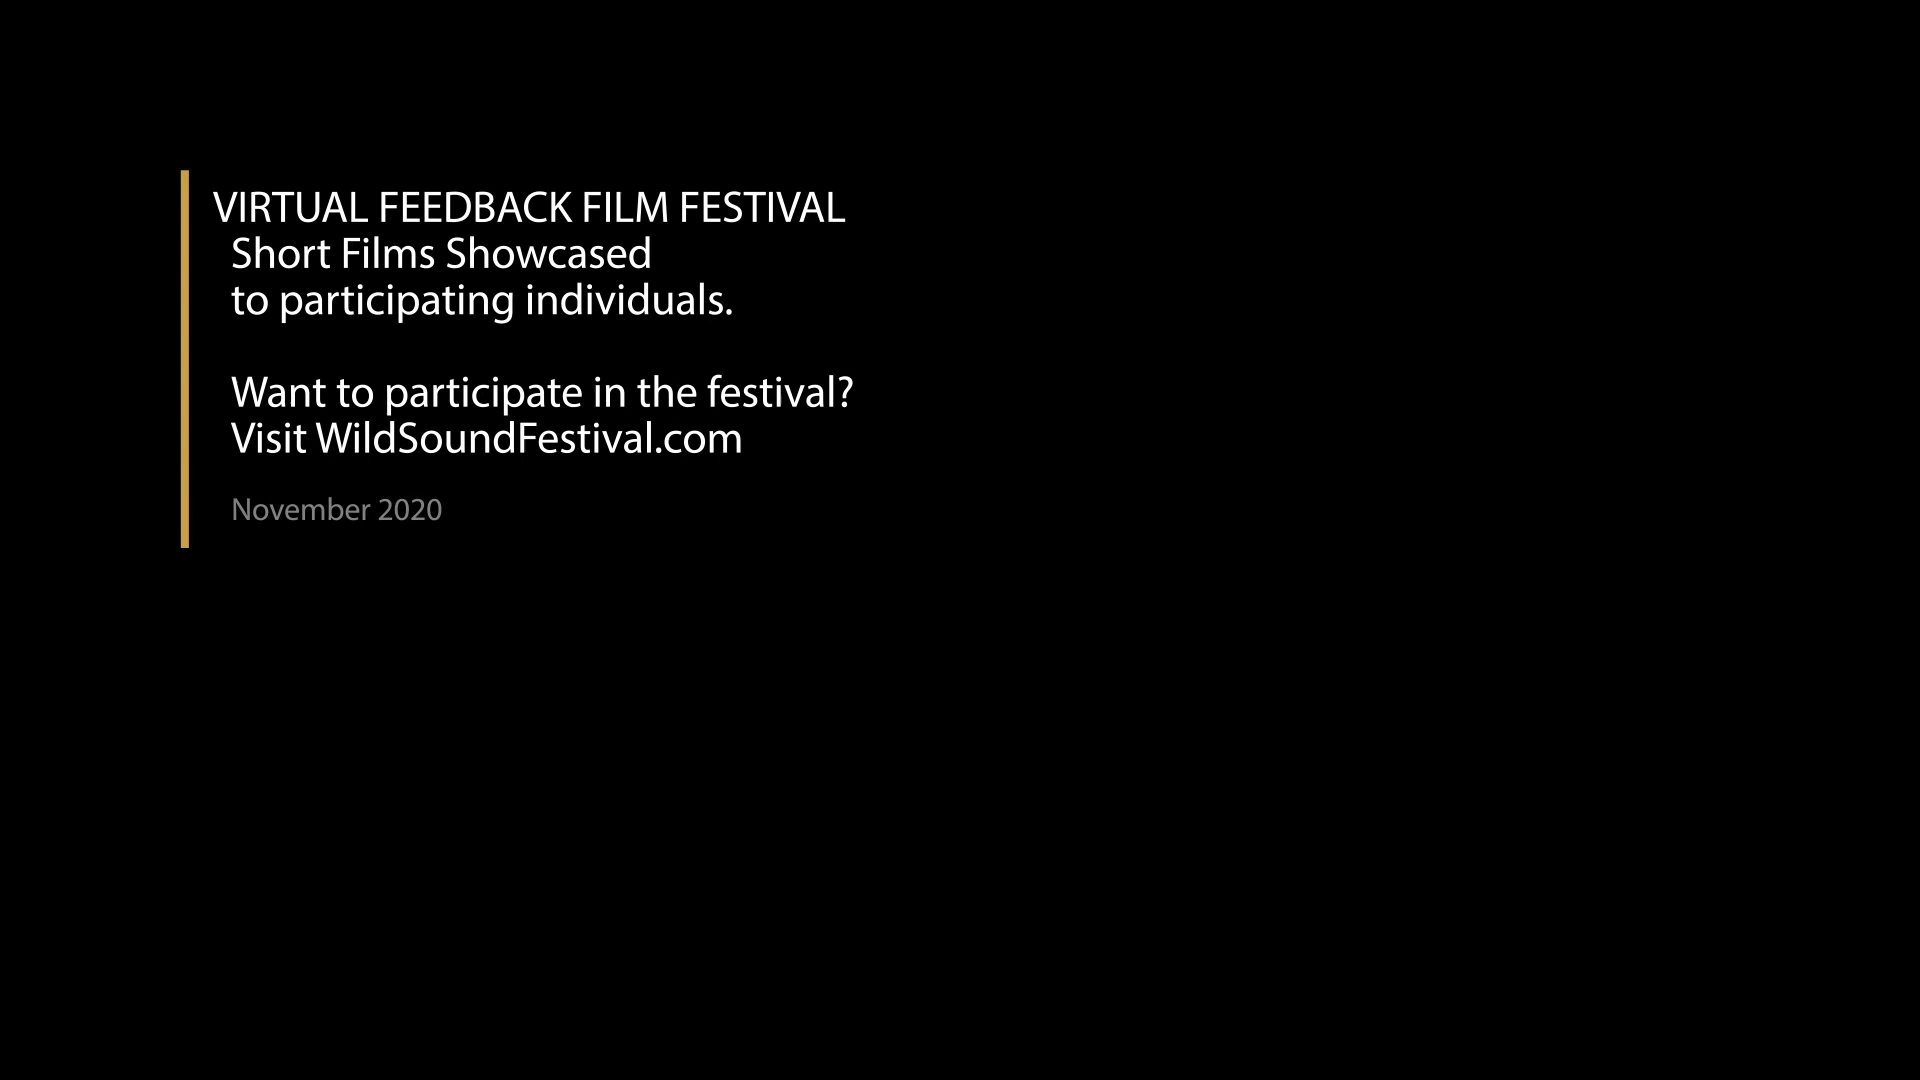 VIRTUAL FEEDBACK FILM FESTIVAL
Short Films Showcased
to participating individuals.
Want to participate in the festival?
Visit WildSoundFestival.com
November 2020